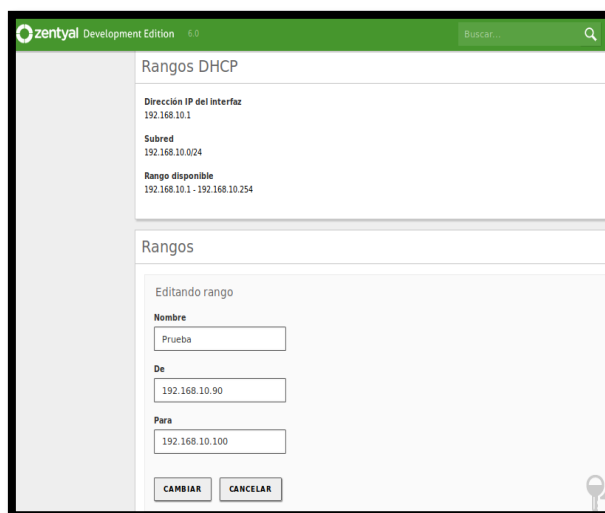 zentyal Development Edition 6.0 Buscar...
Rangos DHCP
Dirección IP del interfaz
192.168.10.1
Subred
192.168.10.0/24
Rango disponible
192.168.10.1 - 192.168.10.254
Rangos
Editando rango
Nombre
Prueba
De
192.168.10.90
Para
192.168.10.100
CAMBIAR CANCELAR